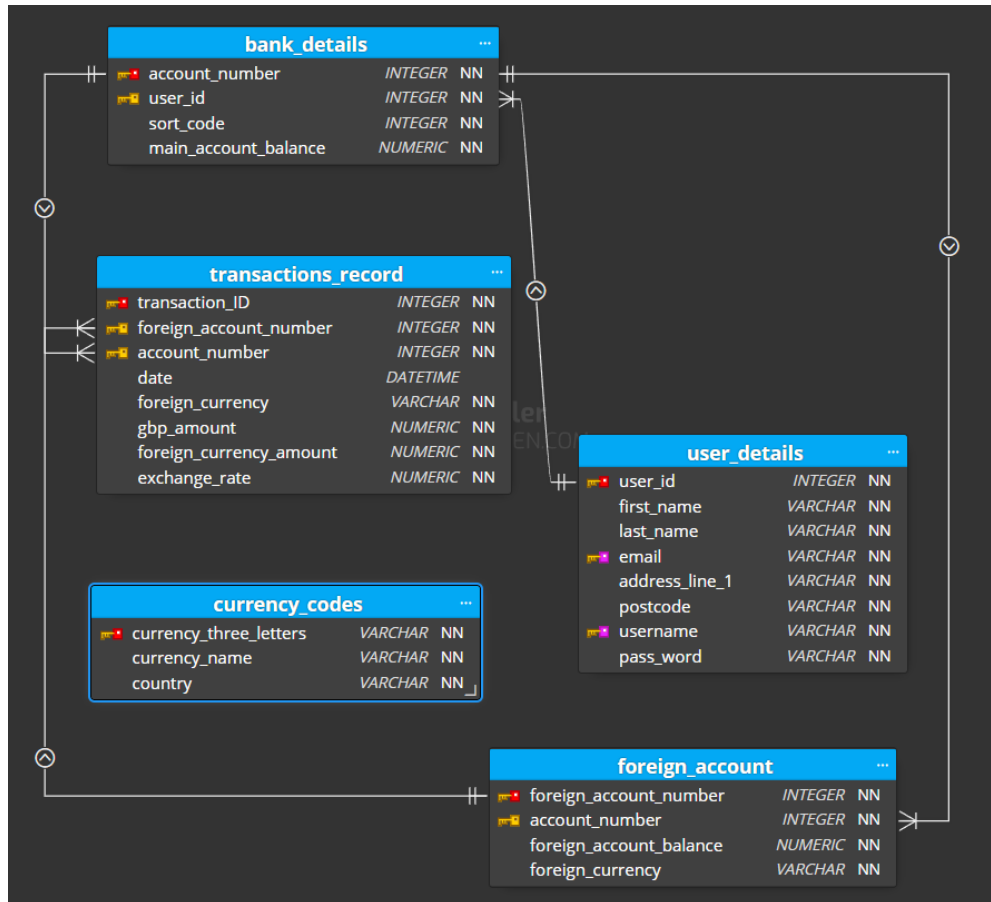 bank_details ...
account_number INTEGER NN
user_id INTEGER NN
sort_code INTEGER NN
main_account_balance NUMERIC NN
transactions_record ...
transaction_ID INTEGER NN
foreign_account_number INTEGER NN
account_number INTEGER NN
date DATETIME
foreign_currency VARCHAR NN
gbp_amount NUMERIC NN
foreign_currency_amount NUMERIC NN
exchange_rate NUMERIC NN
user_details ...
user_id INTEGER NN
first_name VARCHAR NN
last_name VARCHAR NN
email VARCHAR NN
address_line_1 VARCHAR NN
postcode VARCHAR NN
username VARCHAR NN
pass_word VARCHAR NN
currency_codes ...
currency_three_letters VARCHAR NN
currency_name VARCHAR NN
country VARCHAR NN
foreign_account ...
foreign_account_number INTEGER NN
account_number INTEGER NN
foreign_account_balance NUMERIC NN
foreign_currency VARCHAR NN